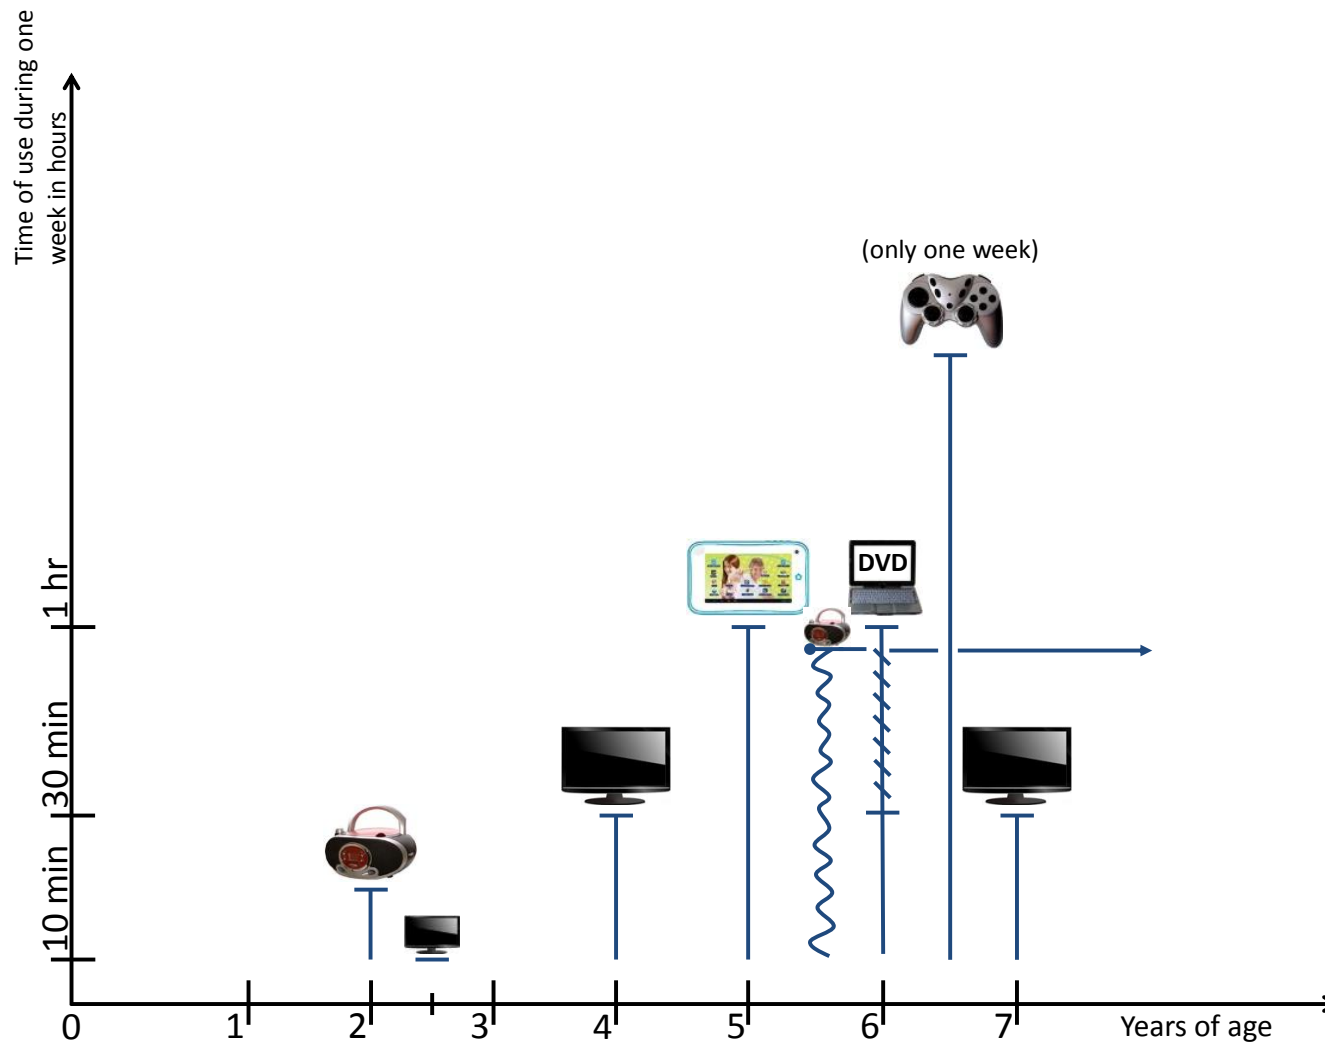 Time of use during one
week in hours
(only one week)
DVD
1 hr
30 min
10 min
0
1
2
3
4
5
6
7
Years of age